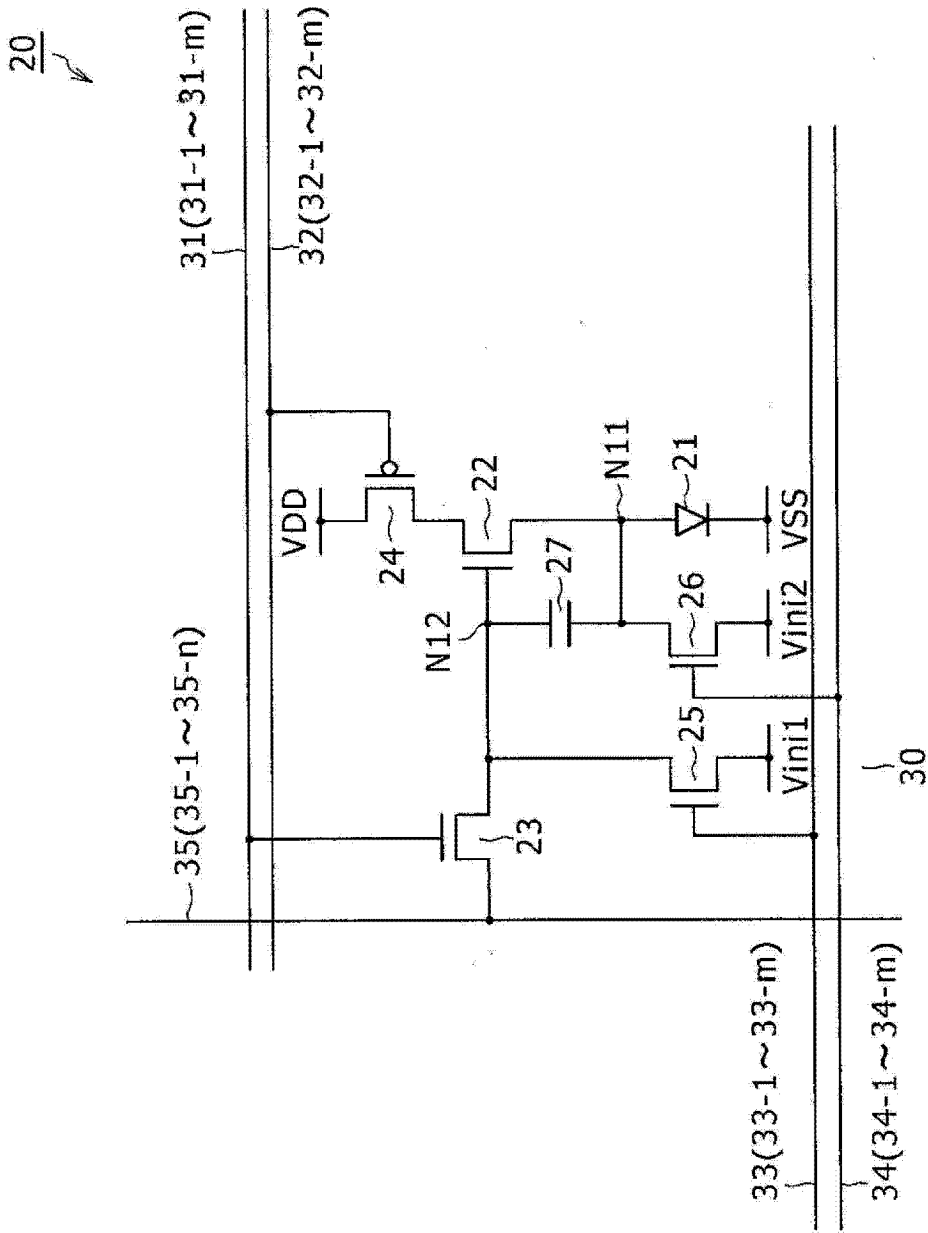 20
31(31-1～31-m)
32(32-1～32-m)
35(35-1～35-n)
VDD
24
22
N12
27
N11
21
23
25
26
Vini1
Vini2
VSS
30
33(33-1～33-m)
34(34-1～34-m)